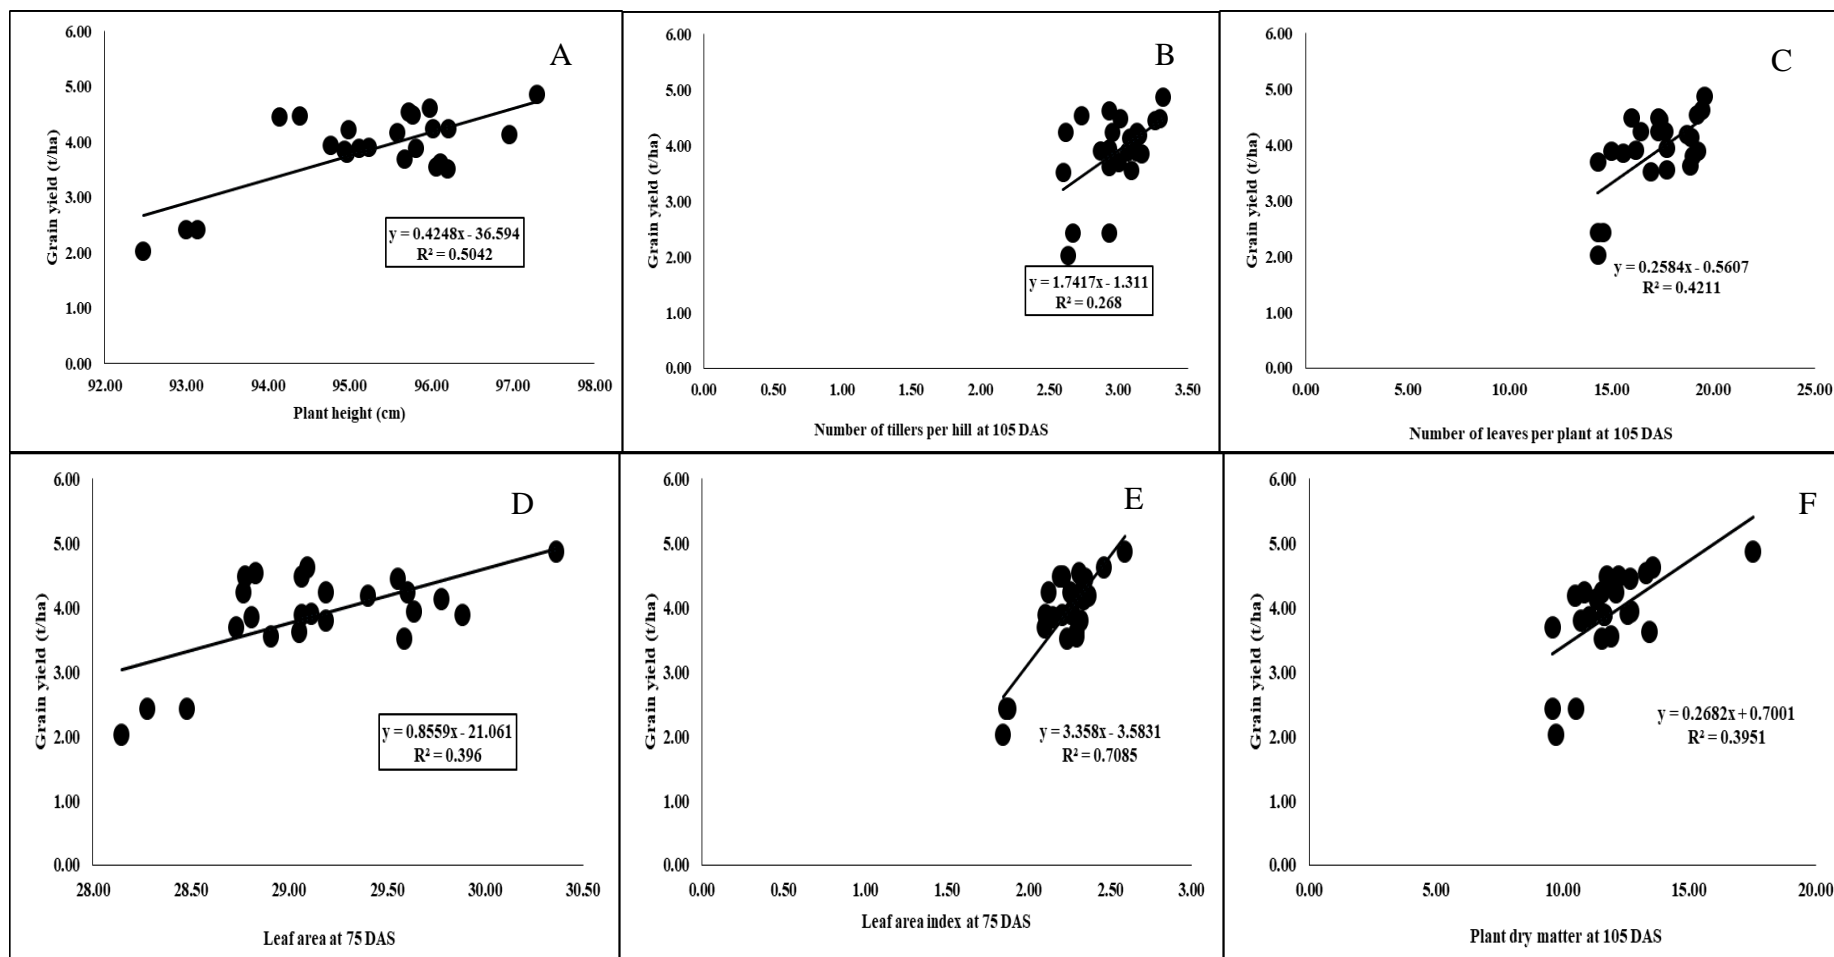 A
6.00
5.00
4.00
3.00
2.00
1.00
0.00
Grain yield (t/ha)
y = 0.4248x - 36.594
R² = 0.5042
92.00 93.00 94.00 95.00 96.00 97.00 98.00
Plant height (cm)
B
6.00
5.00
4.00
3.00
2.00
1.00
0.00
Grain yield (t/ha)
y = 1.7417x - 1.311
R² = 0.268
0.00 0.50 1.00 1.50 2.00 2.50 3.00 3.50
Number of tillers per hill at 105 DAS
C
6.00
5.00
4.00
3.00
2.00
1.00
0.00
Grain yield (t/ha)
y = 0.2584x - 0.5607
R² = 0.4211
0.00 5.00 10.00 15.00 20.00 25.00
Number of leaves per plant at 105 DAS
D
6.00
5.00
4.00
3.00
2.00
1.00
0.00
Grain yield (t/ha)
y = 0.8559x - 21.061
R² = 0.396
28.00 28.50 29.00 29.50 30.00 30.50
Leaf area at 75 DAS
E
6.00
5.00
4.00
3.00
2.00
1.00
0.00
Grain yield (t/ha)
y = 3.358x - 3.5831
R² = 0.7085
0.00 0.50 1.00 1.50 2.00 2.50 3.00
Leaf area index at 75 DAS
F
6.00
5.00
4.00
3.00
2.00
1.00
0.00
Grain yield (t/ha)
y = 0.2682x + 0.7001
R² = 0.3951
0.00 5.00 10.00 15.00 20.00
Plant dry matter at 105 DAS